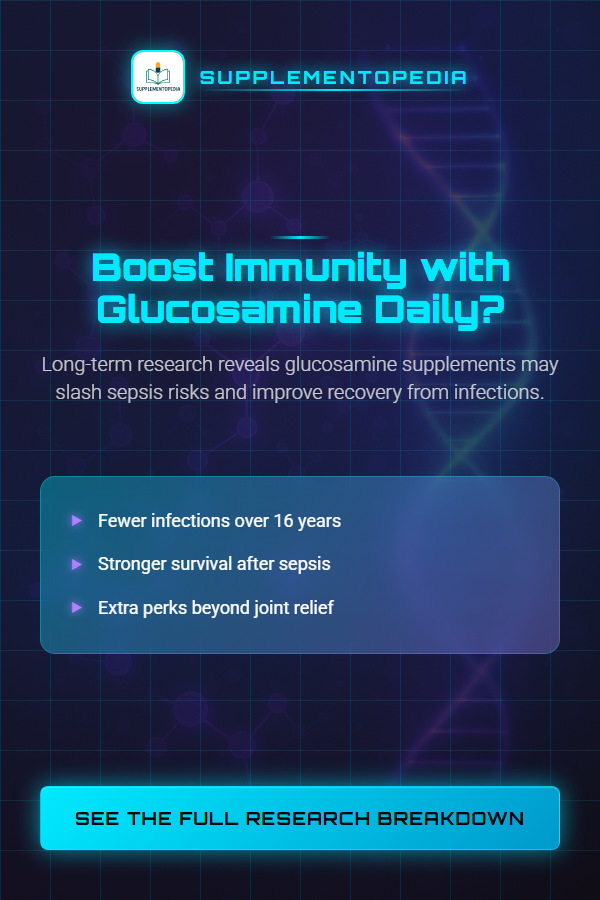 SUPPLEMENTOPEDIA
SUPPLEMENTOPEDIA
Boost Immunity with
Glucosamine Daily?
Long-term research reveals glucosamine supplements may
slash sepsis risks and improve recovery from infections.
Fewer infections over 16 years
Stronger survival after sepsis
Extra perks beyond joint relief
SEE THE FULL RESEARCH BREAKDOWN